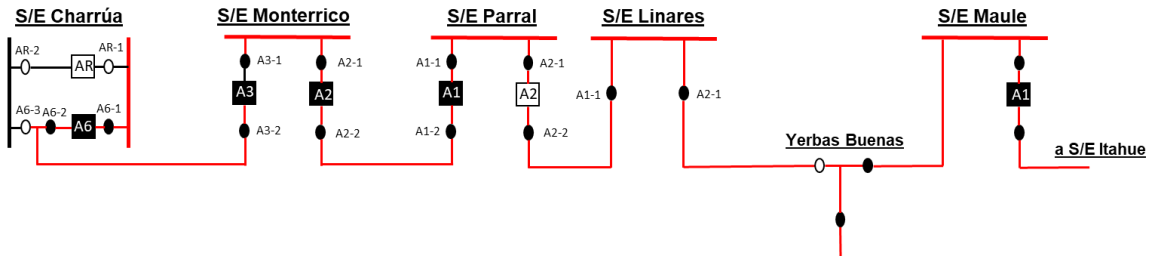 S/E Charrúa
S/E Monterrico
S/E Parral
S/E Linares
S/E Maule
AR-2
AR
AR-1
A6-3
A6-2
A6
A6-1
A3-1
A3
A3-2
A2-1
A2
A2-2
A1-1
A1
A1-2
A2-1
A2
A2-2
A1-1
A2-1
Yerbas Buenas
A1
a S/E Itahue